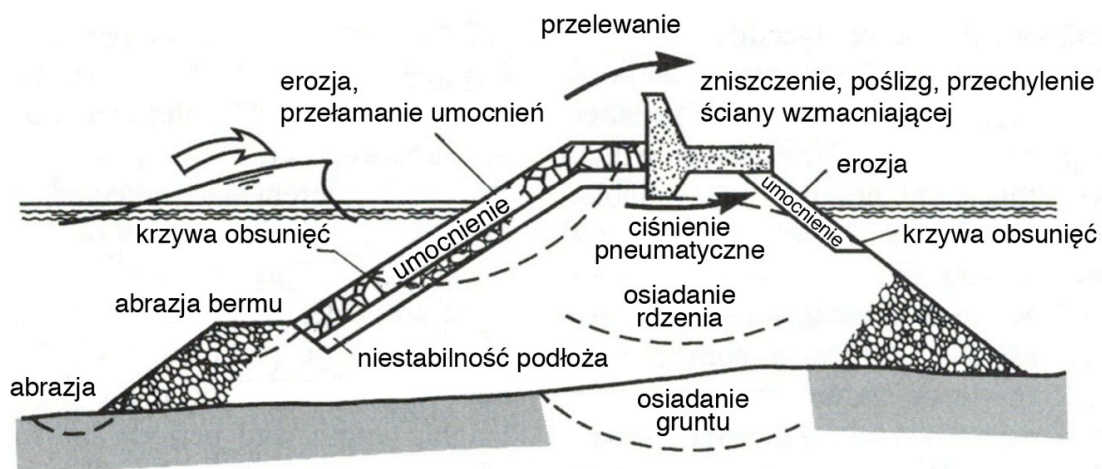 przelewanie
erozja,
przełamanie umocnień
zniszczenie, poślizg, przechylenie
ściany wzmacniającej
erozja
umocnienie
umocnienie
krzywa obsunięć
ciśnienie
pneumatyczne
krzywa obsunięć
abrazja bermu
osiadanie
rdzenia
niestabilność podłoża
abrazja
osiadanie
gruntu